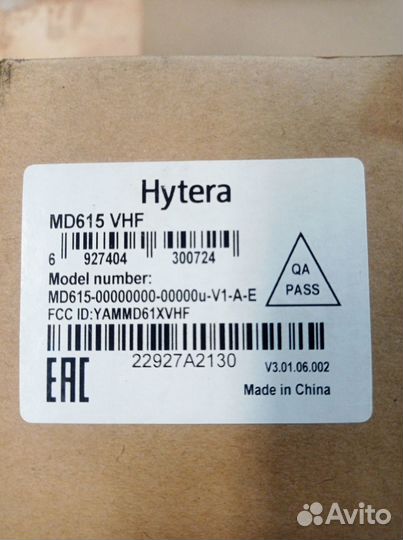 Hytera
MD615 VHF
6 927404 300724
Model number:
MD615-00000000-00000u-V1-A-E
FCC ID:YAMMD61XVHF
QA
PASS
EAC
22927A2130
V3.01.06.002
Made in China
Avito